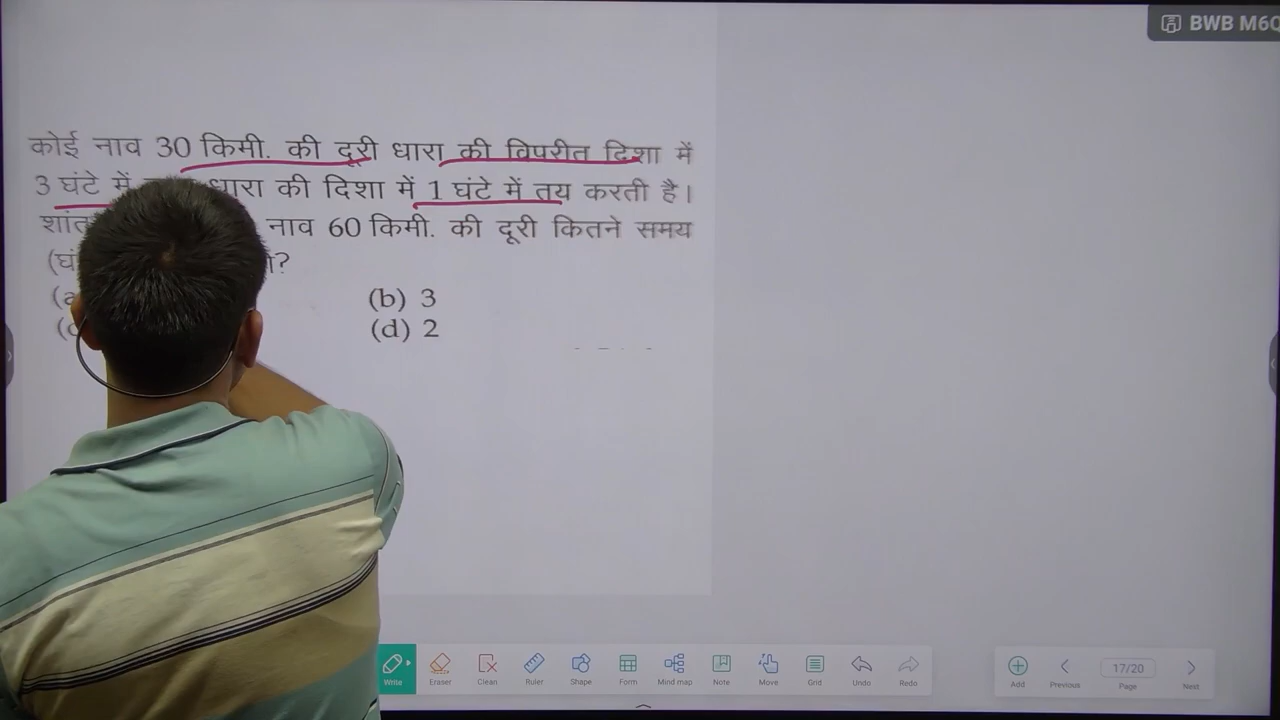 BWB M6Q
कोई नाव 30 किमी. की दूरी धारा की विपरीत दिशा में
3 घंटे में धारा की दिशा में 1 घंटे में तय करती है।
नाव 60 किमी. की दूरी कितने समय
(b) 3
(d) 2
Write
Eraser
Clean
Ruler
Shape
Form
Mind map
Note
Move
Grid
Undo
Redo
Add
Previous
17/20
Page
Next